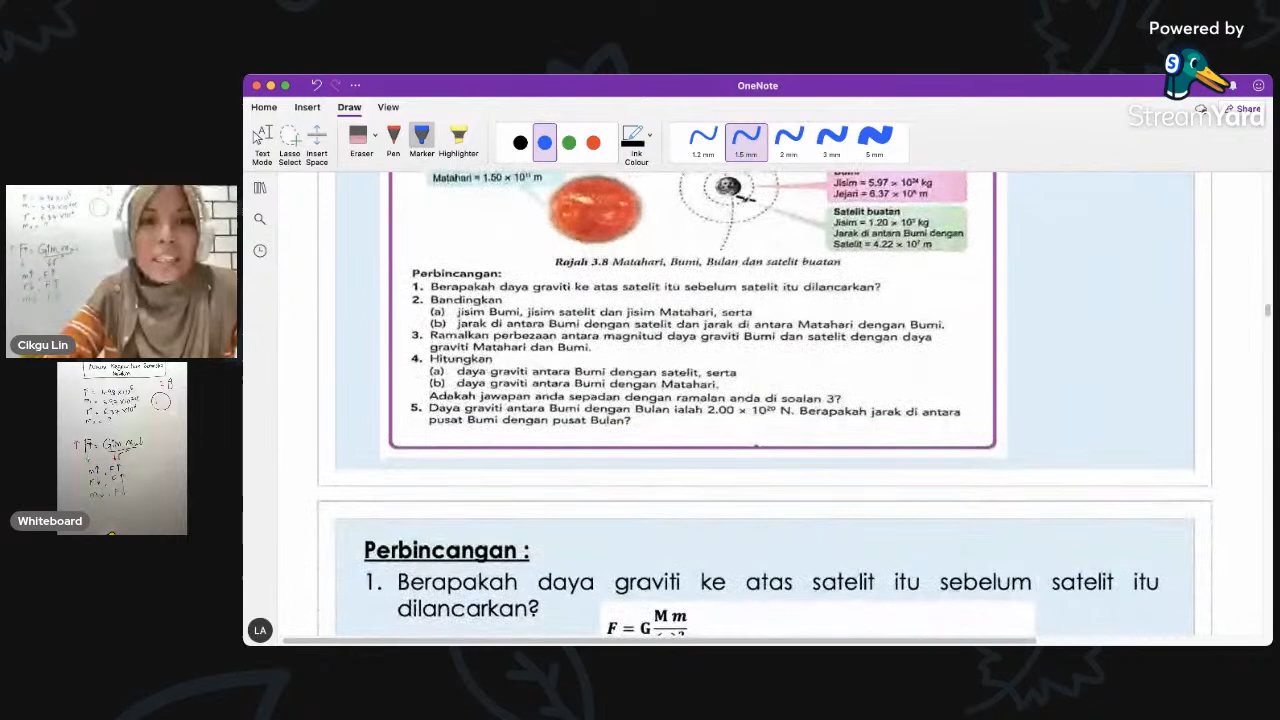 Powered by
StreamYard
OneNote
Share
Home Insert Draw View
Text Mode
Lasso Select
Insert Space
Eraser
Pen
Marker
Highlighter
Ink Colour
1.2 mm
1.5 mm
2 mm
3 mm
5 mm
Matahari = 1.50 × 10¹¹ m
Bumi
Jisim = 5.97 × 10²⁴ kg
Jejari = 6.37 × 10⁶ m
Satelit buatan
Jisim = 1.20 × 10³ kg
Jarak di antara Bumi dengan
Satelit = 4.22 × 10⁷ m
Rajah 3.8 Matahari, Bumi, Bulan dan satelit buatan
Perbincangan:
1. Berapakah daya graviti ke atas satelit itu sebelum satelit itu dilancarkan?
2. Bandingkan
(a) jisim Bumi, jisim satelit dan jisim Matahari, serta
(b) jarak di antara Bumi dengan satelit dan jarak di antara Matahari dengan Bumi.
3. Ramalkan perbezaan antara magnitud daya graviti Bumi dan satelit dengan daya
graviti Matahari dan Bumi.
4. Hitungkan
(a) daya graviti antara Bumi dengan satelit, serta
(b) daya graviti antara Bumi dengan Matahari.
Adakah jawapan anda sepadan dengan ramalan anda di soalan 3?
5. Daya graviti antara Bumi dengan Bulan ialah 2.00 × 10²⁰ N. Berapakah jarak di antara
pusat Bumi dengan pusat Bulan?
Perbincangan :
1. Berapakah daya graviti ke atas satelit itu sebelum satelit itu
dilancarkan?
F = G M m
LA
Cikgu Lin
Whiteboard